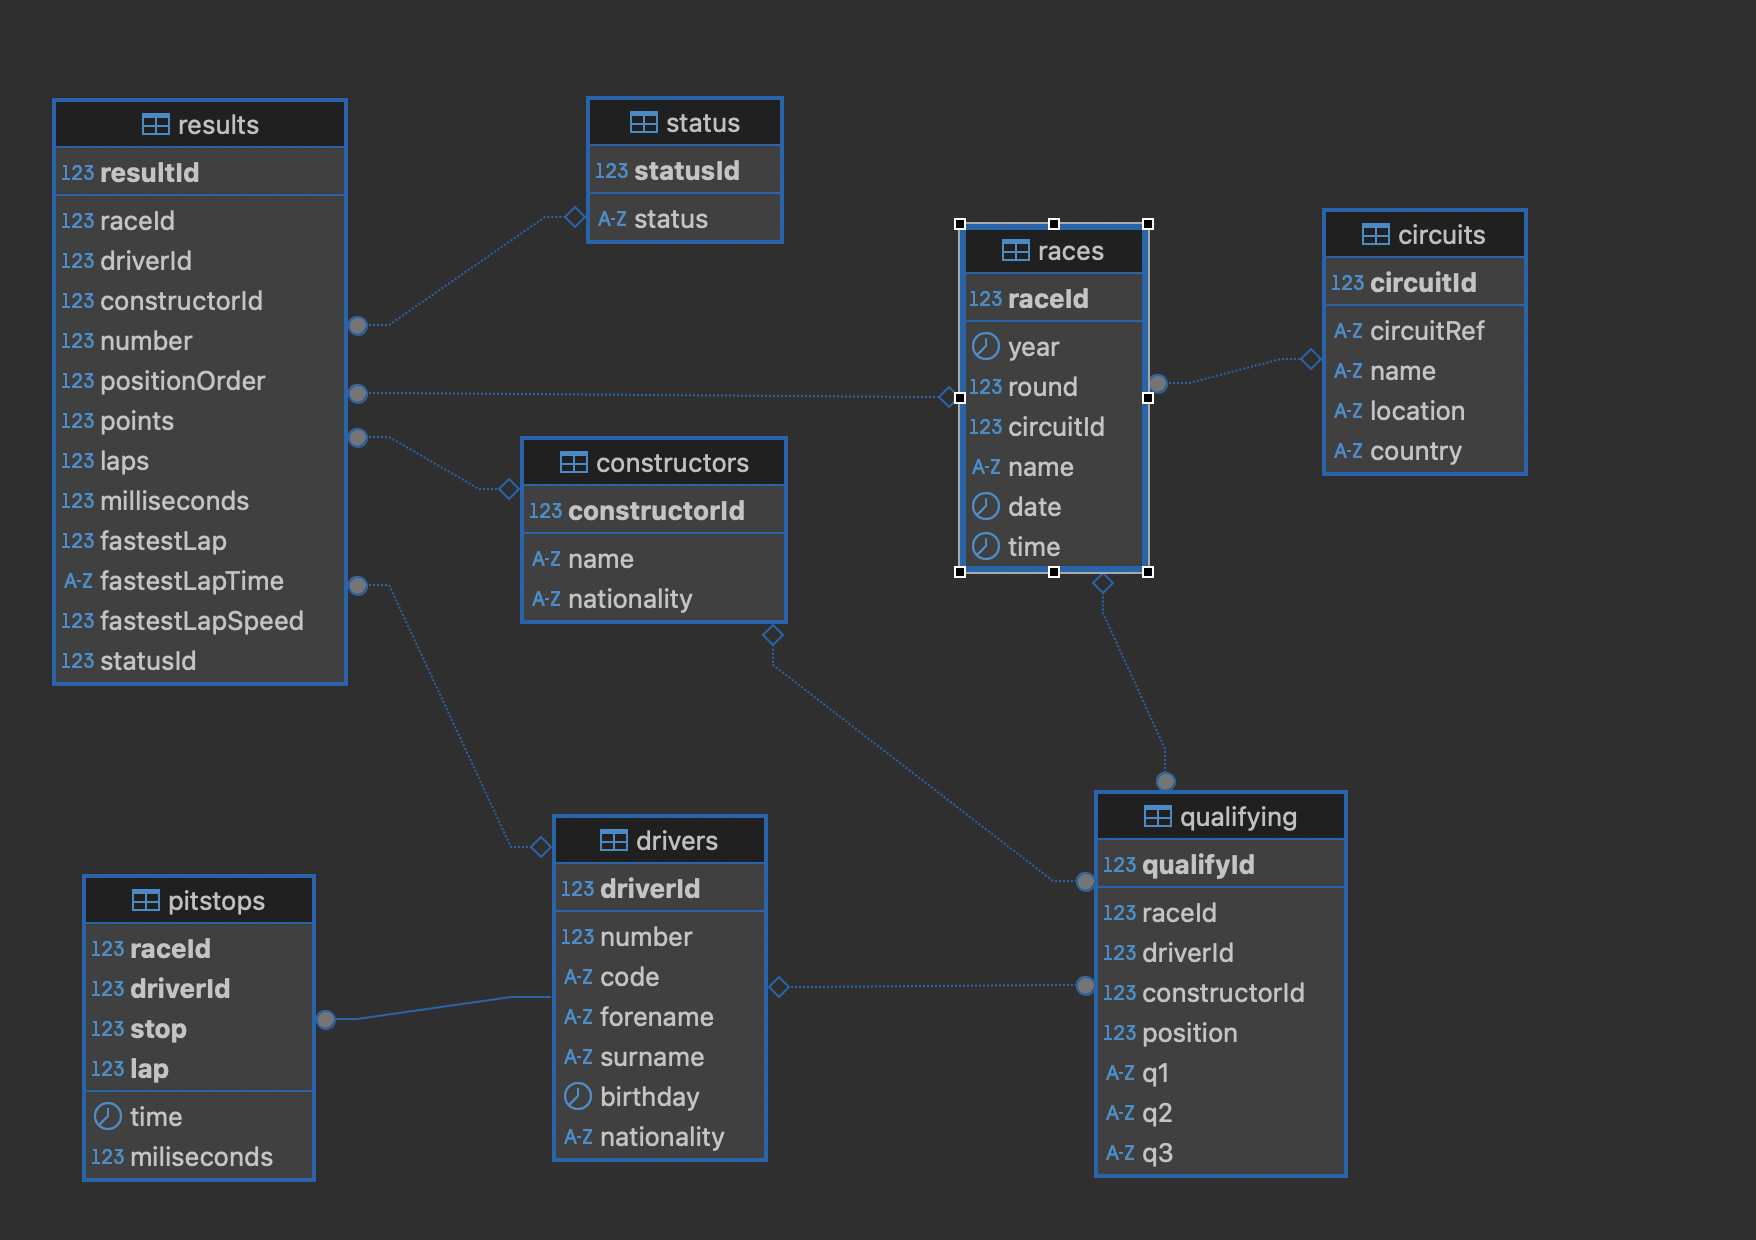 results
123 resultId
123 raceId
123 driverId
123 constructorId
123 number
123 positionOrder
123 points
123 laps
123 milliseconds
123 fastestLap
A-Z fastestLapTime
123 fastestLapSpeed
123 statusId
status
123 statusId
A-Z status
races
123 raceId
year
123 round
123 circuitId
A-Z name
date
time
circuits
123 circuitId
A-Z circuitRef
A-Z name
A-Z location
A-Z country
constructors
123 constructorId
A-Z name
A-Z nationality
pitstops
123 raceId
123 driverId
123 stop
123 lap
time
123 miliseconds
drivers
123 driverId
123 number
A-Z code
A-Z forename
A-Z surname
birthday
A-Z nationality
qualifying
123 qualifyId
123 raceId
123 driverId
123 constructorId
123 position
A-Z q1
A-Z q2
A-Z q3